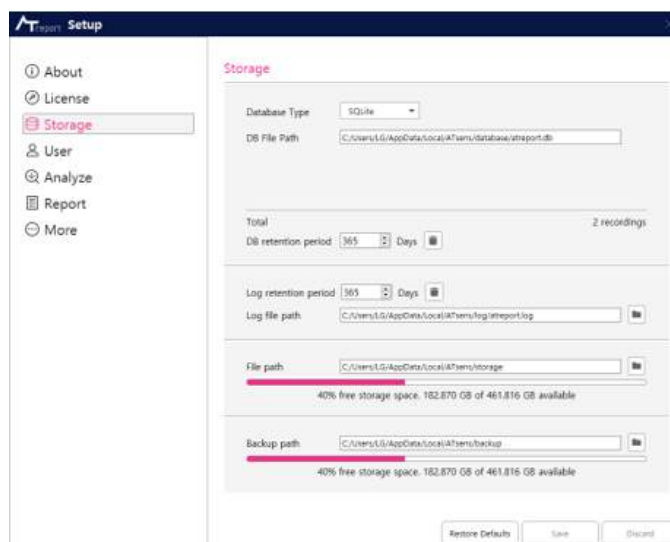 ATreport Setup
About
License
Storage
User
Analyze
Report
More
Storage
Database Type SQLite
DB File Path C:/Users/LG/AppData/Local/ATsens/database/atreport.db
Total 2 recordings
DB retention period 365 Days
Log retention period 365 Days
Log file path C:/Users/LG/AppData/Local/ATsens/log/atreport.log
File path C:/Users/LG/AppData/Local/ATsens/storage
40% free storage space. 182.870 GB of 461.816 GB available
Backup path C:/Users/LG/AppData/Local/ATsens/backup
40% free storage space. 182.870 GB of 461.816 GB available
Restore Defaults Save Discard